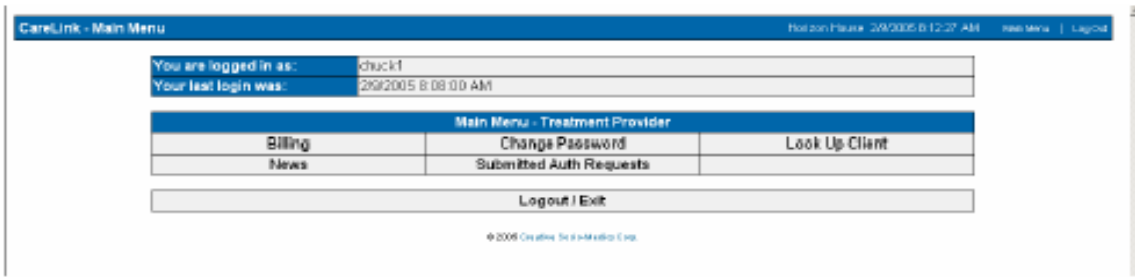 CareLink - Main Menu Horizon House 2/9/2005 8:12:27 AM Main Menu | LogOut
You are logged in as: chuck1
Your last login was: 2/9/2005 8:08:00 AM
Main Menu - Treatment Provider
Billing Change Password Look Up Client
News Submitted Auth Requests
Logout / Exit
© 2005 Creative Socio-Medics Corp.